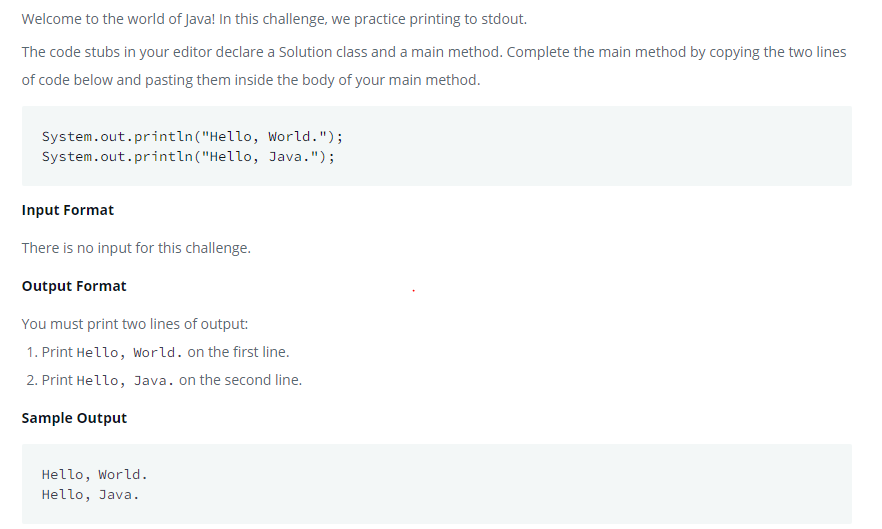 Welcome to the world of Java! In this challenge, we practice printing to stdout.
The code stubs in your editor declare a Solution class and a main method. Complete the main method by copying the two lines
of code below and pasting them inside the body of your main method.
System.out.println("Hello, World.");
System.out.println("Hello, Java.");
Input Format
There is no input for this challenge.
Output Format
You must print two lines of output:
1. Print Hello, World. on the first line.
2. Print Hello, Java. on the second line.
Sample Output
Hello, World.
Hello, Java.